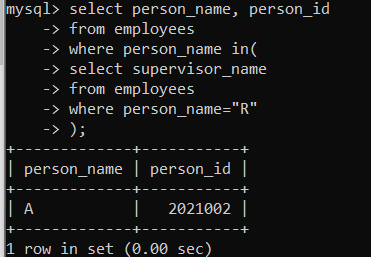 mysql> select person_name, person_id
    -> from employees
    -> where person_name in(
    -> select supervisor_name
    -> from employees
    -> where person_name="R"
    -> );
+-------------+-----------+
| person_name | person_id |
+-------------+-----------+
| A           |   2021002 |
+-------------+-----------+
1 row in set (0.00 sec)